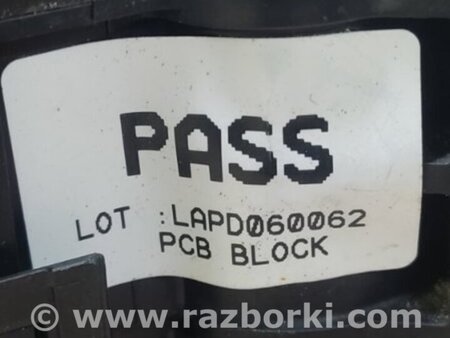 PASS
LOT :LAPD060062
PCB BLOCK
www.razborki.com